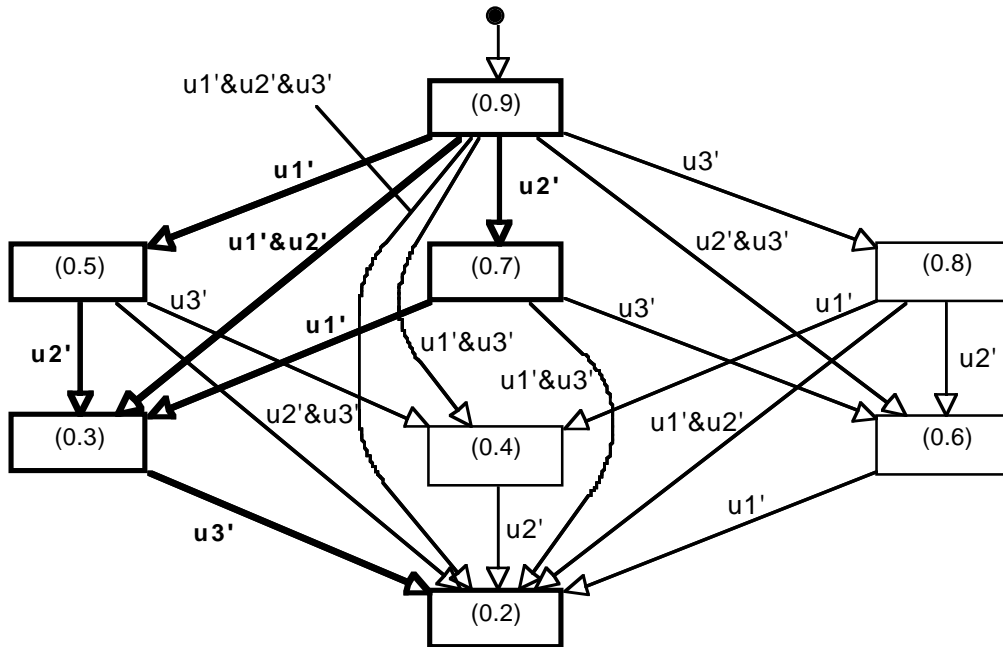 u1'&u2'&u3'
(0.9)
u1'
u2'
u3'
u1'&u2'
u2'&u3'
(0.5)
(0.7)
(0.8)
u3'
u1'
u3'
u1'
u2'
u1'&u3'
u1'&u3'
u2'
u2'&u3'
u1'&u2'
(0.3)
(0.4)
(0.6)
u3'
u2'
u1'
(0.2)